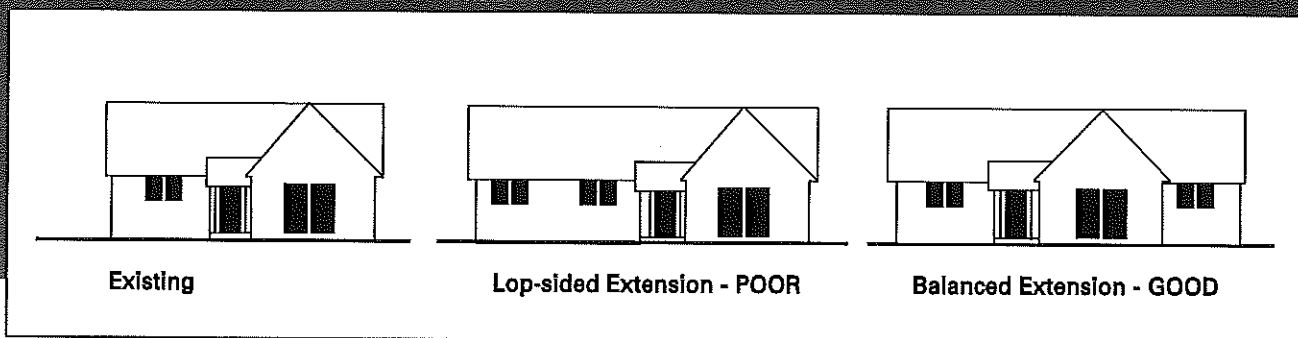 Existing
Lop-sided Extension - POOR
Balanced Extension - GOOD